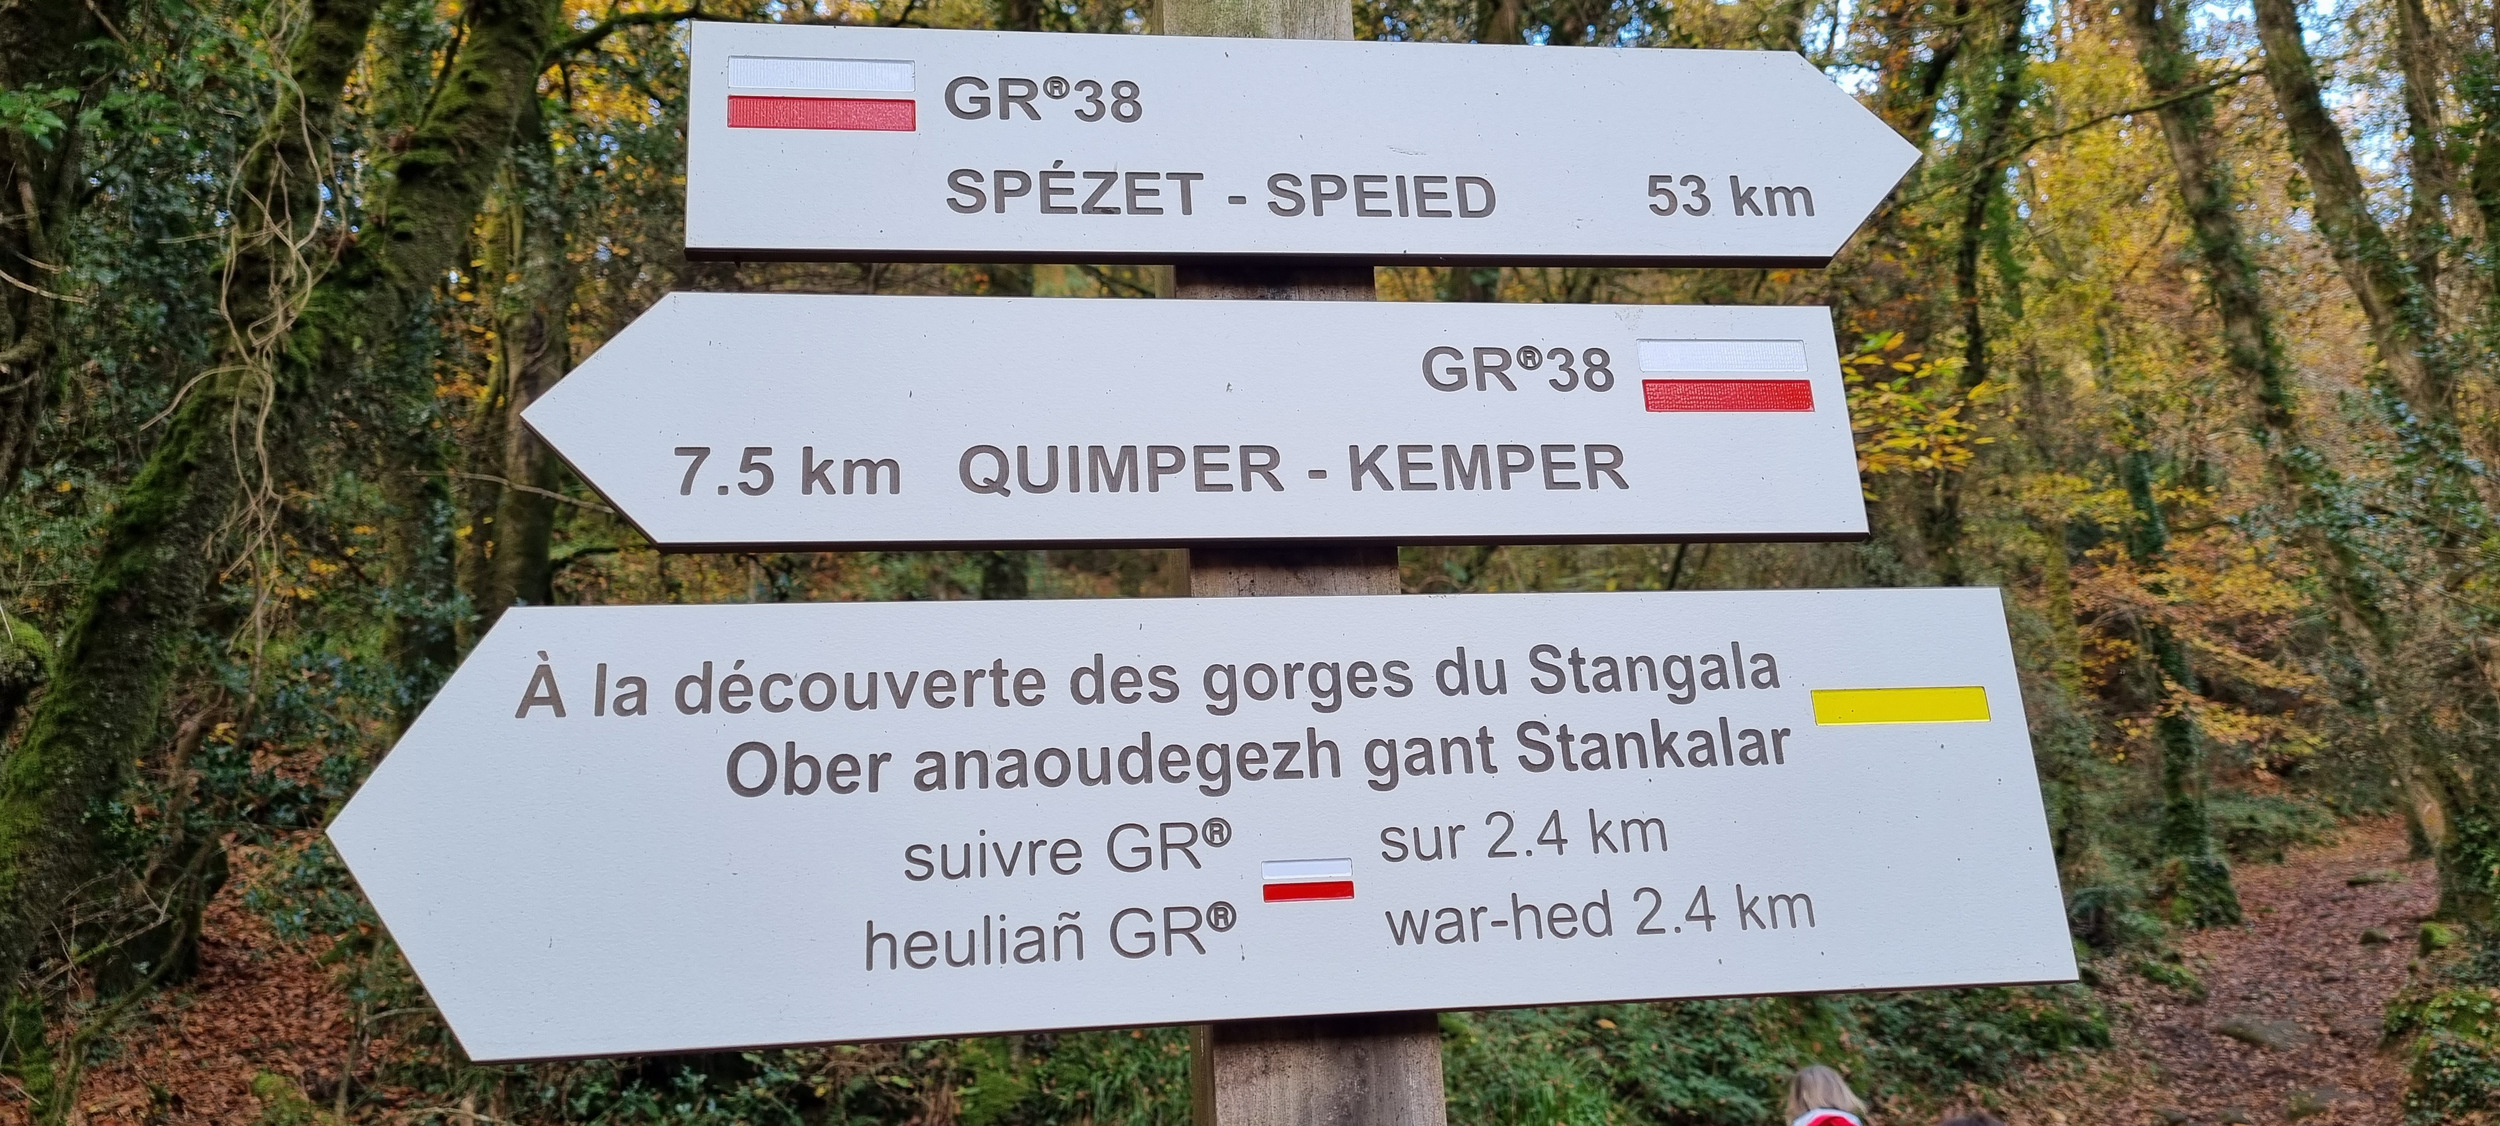 GR®38
SPÉZET - SPEIED 53 km
GR®38
7.5 km QUIMPER - KEMPER
À la découverte des gorges du Stangala
Ober anaoudegezh gant Stankalar
suivre GR® sur 2.4 km
heuliañ GR® war-hed 2.4 km